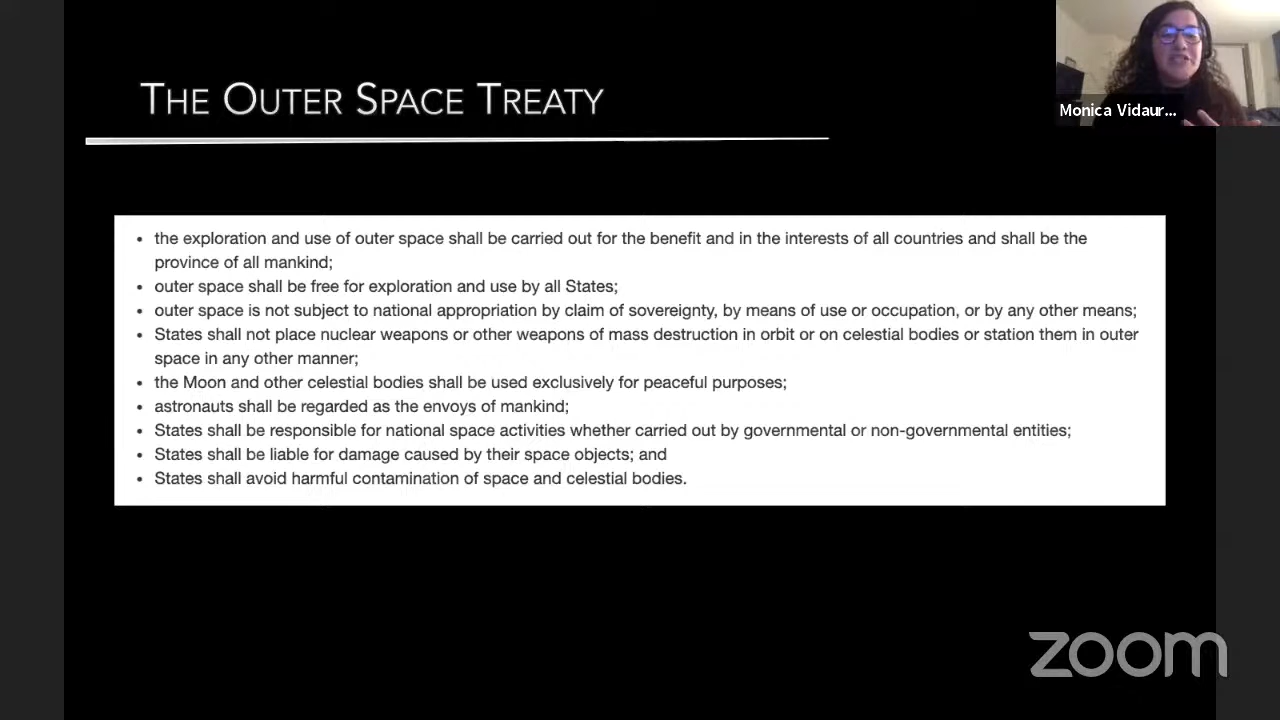 THE OUTER SPACE TREATY
Monica Vidaur...
• the exploration and use of outer space shall be carried out for the benefit and in the interests of all countries and shall be the
province of all mankind;
• outer space shall be free for exploration and use by all States;
• outer space is not subject to national appropriation by claim of sovereignty, by means of use or occupation, or by any other means;
• States shall not place nuclear weapons or other weapons of mass destruction in orbit or on celestial bodies or station them in outer
space in any other manner;
• the Moon and other celestial bodies shall be used exclusively for peaceful purposes;
• astronauts shall be regarded as the envoys of mankind;
• States shall be responsible for national space activities whether carried out by governmental or non-governmental entities;
• States shall be liable for damage caused by their space objects; and
• States shall avoid harmful contamination of space and celestial bodies.
zoom